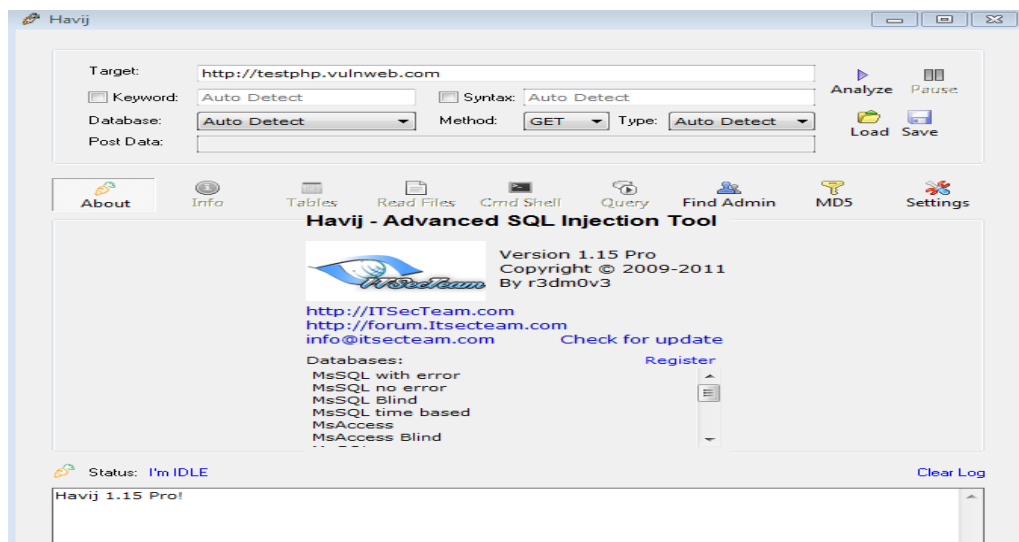 Havij
Target: http://testphp.vulnweb.com
Analyze Pause
Keyword: Auto Detect Syntax: Auto Detect
Database: Auto Detect Method: GET Type: Auto Detect
Load Save
Post Data:
About Info Tables Read Files Cmd Shell Query Find Admin MD5 Settings
Havij - Advanced SQL Injection Tool
ITSecTeam
Version 1.15 Pro
Copyright © 2009-2011
By r3dm0v3
http://ITSecTeam.com
http://forum.Itsecteam.com
info@itsecteam.com Check for update
Databases: Register
MsSQL with error
MsSQL no error
MsSQL Blind
MsSQL time based
MsAccess
MsAccess Blind
Status: I'm IDLE Clear Log
Havij 1.15 Pro!